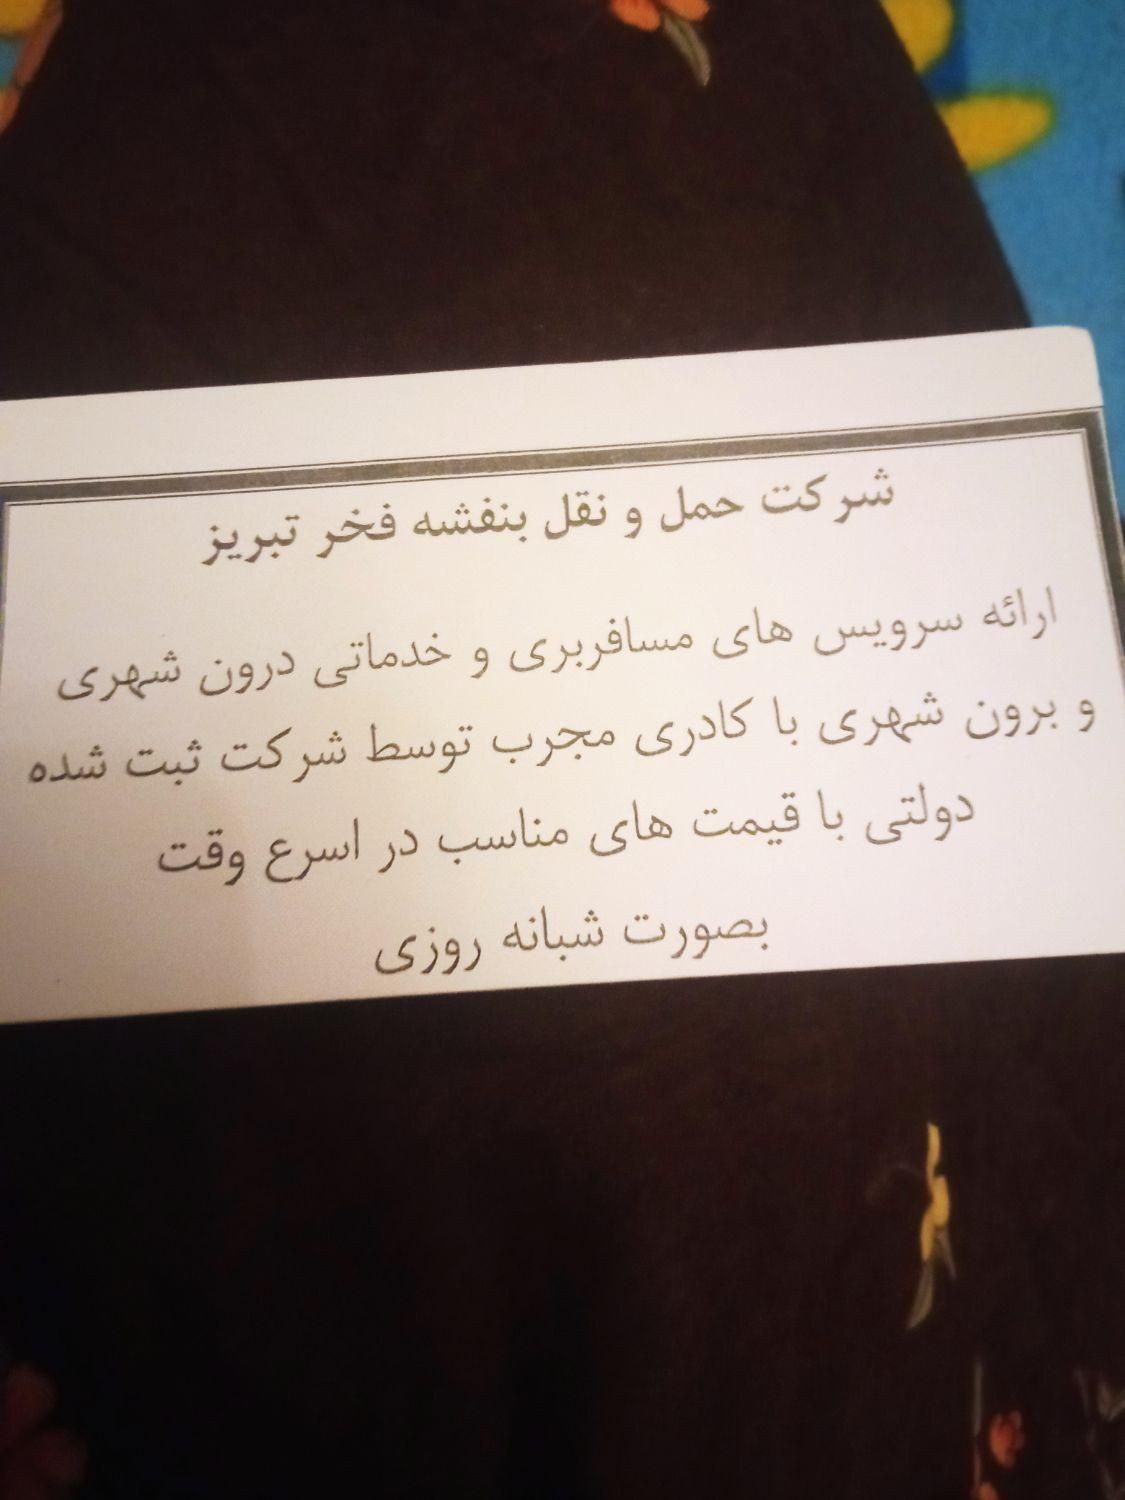 شرکت حمل و نقل بنفشه فخر تبریز
ارائه سرویس های مسافربری و خدماتی درون شهری
و برون شهری با کادری مجرب توسط شرکت ثبت شده
دولتی با قیمت های مناسب در اسرع وقت
بصورت شبانه روزی